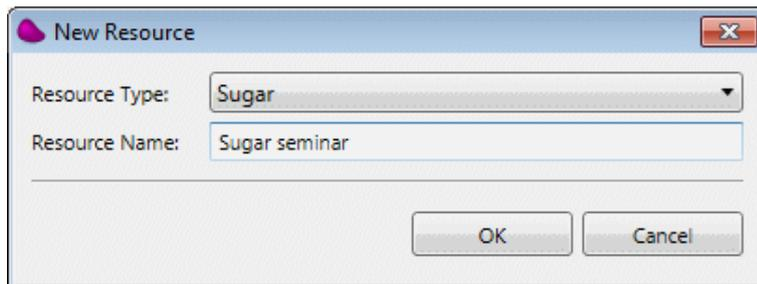 New Resource
Resource Type: Sugar
Resource Name: Sugar seminar
OK Cancel